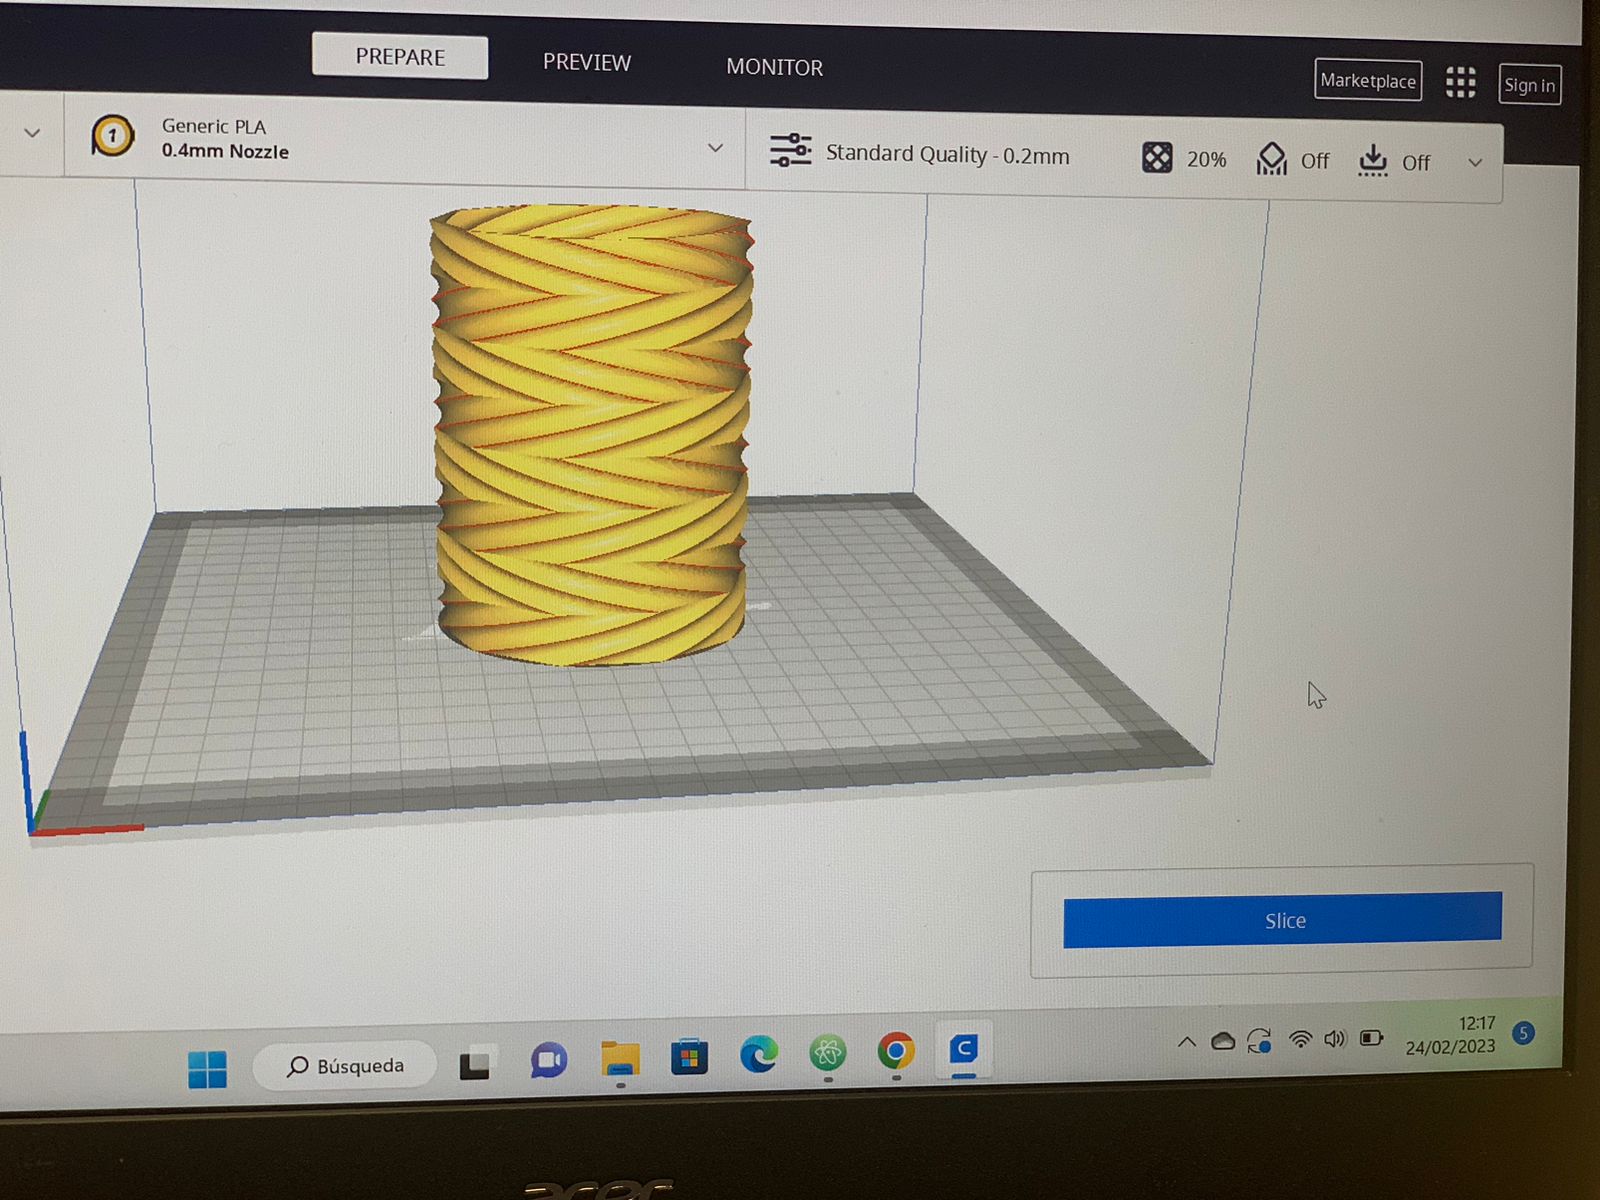 PREPARE
PREVIEW
MONITOR
Marketplace
Sign in
1
Generic PLA
0.4mm Nozzle
Standard Quality - 0.2mm
20%
Off
Off
Slice
Búsqueda
C
12:17
24/02/2023
5
acer